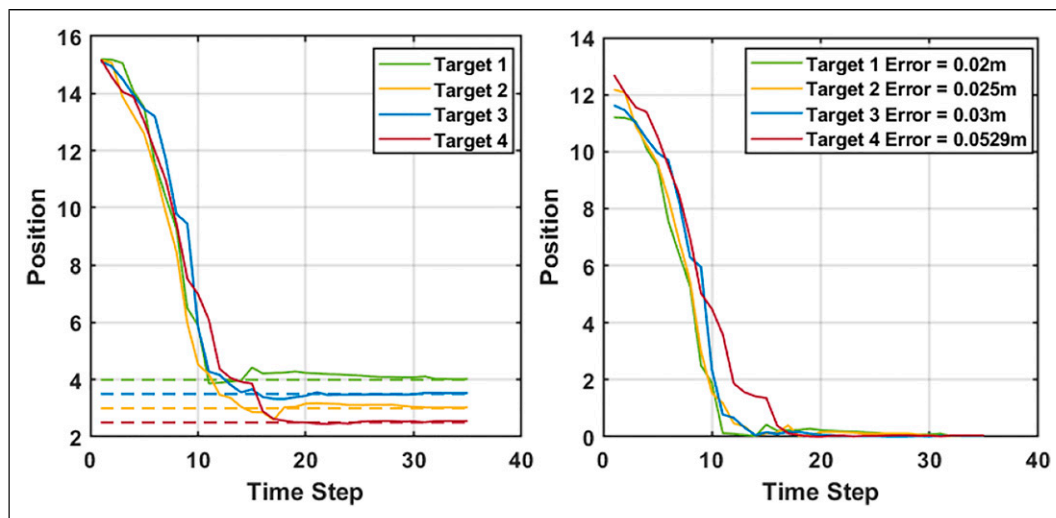 16
14
12
10
8
6
4
2
Position
0
10
20
30
40
Time Step
Target 1
Target 2
Target 3
Target 4
14
12
10
8
6
4
2
0
Position
0
10
20
30
40
Time Step
Target 1 Error = 0.02m
Target 2 Error = 0.025m
Target 3 Error = 0.03m
Target 4 Error = 0.0529m